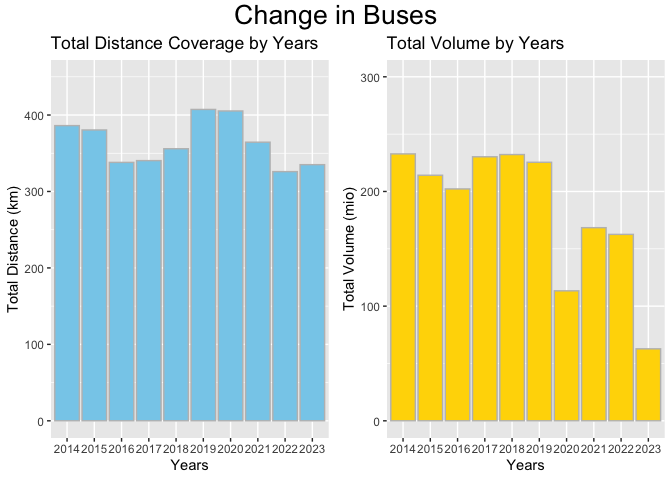 Change in Buses
Total Distance Coverage by Years
Total Distance (km)
400
300
200
100
0
2014 2015 2016 2017 2018 2019 2020 2021 2022 2023
Years
Total Volume by Years
Total Volume (mio)
300
200
100
0
2014 2015 2016 2017 2018 2019 2020 2021 2022 2023
Years